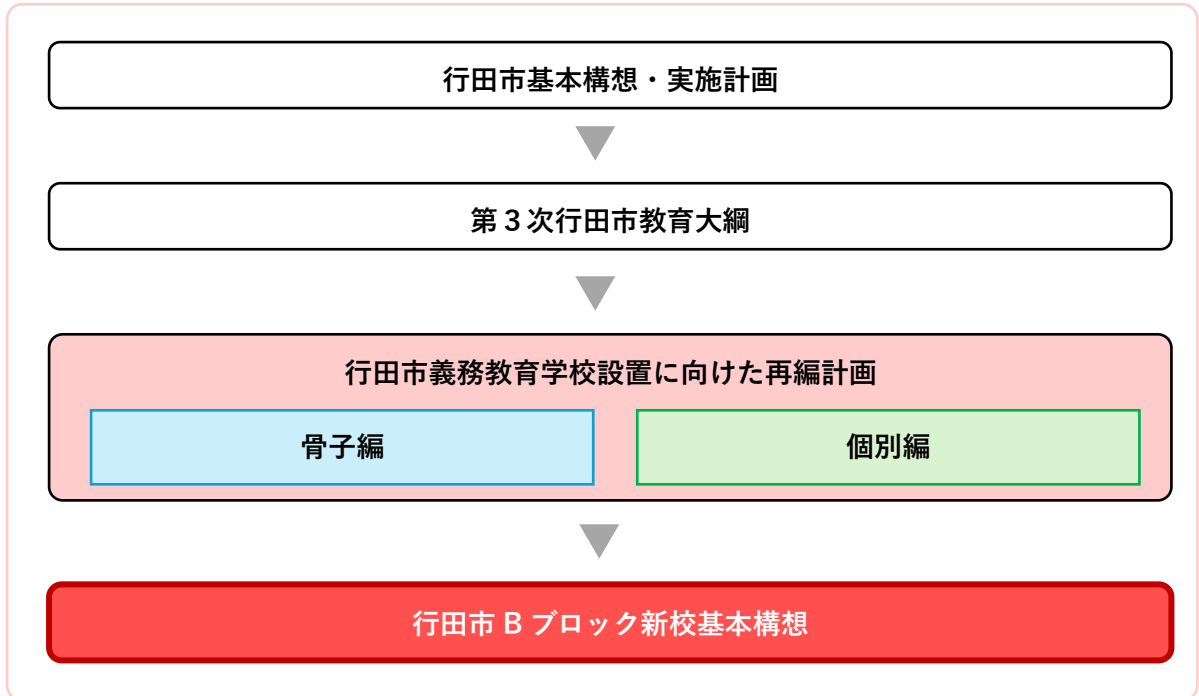 行田市基本構想・実施計画
第３次行田市教育大綱
行田市義務教育学校設置に向けた再編計画
骨子編
個別編
行田市 B ブロック新校基本構想